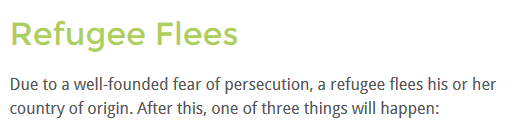 Refugee Flees
Due to a well-founded fear of persecution, a refugee flees his or her
country of origin. After this, one of three things will happen: